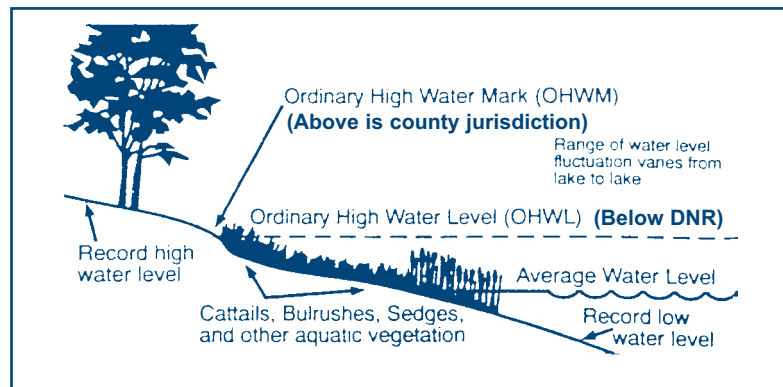 Ordinary High Water Mark (OHWM)
(Above is county jurisdiction)
Range of water level
fluctuation varies from
lake to lake
Ordinary High Water Level (OHWL) (Below DNR)
Record high
water level
Average Water Level
Cattails, Bulrushes, Sedges,
and other aquatic vegetation
Record low
water level